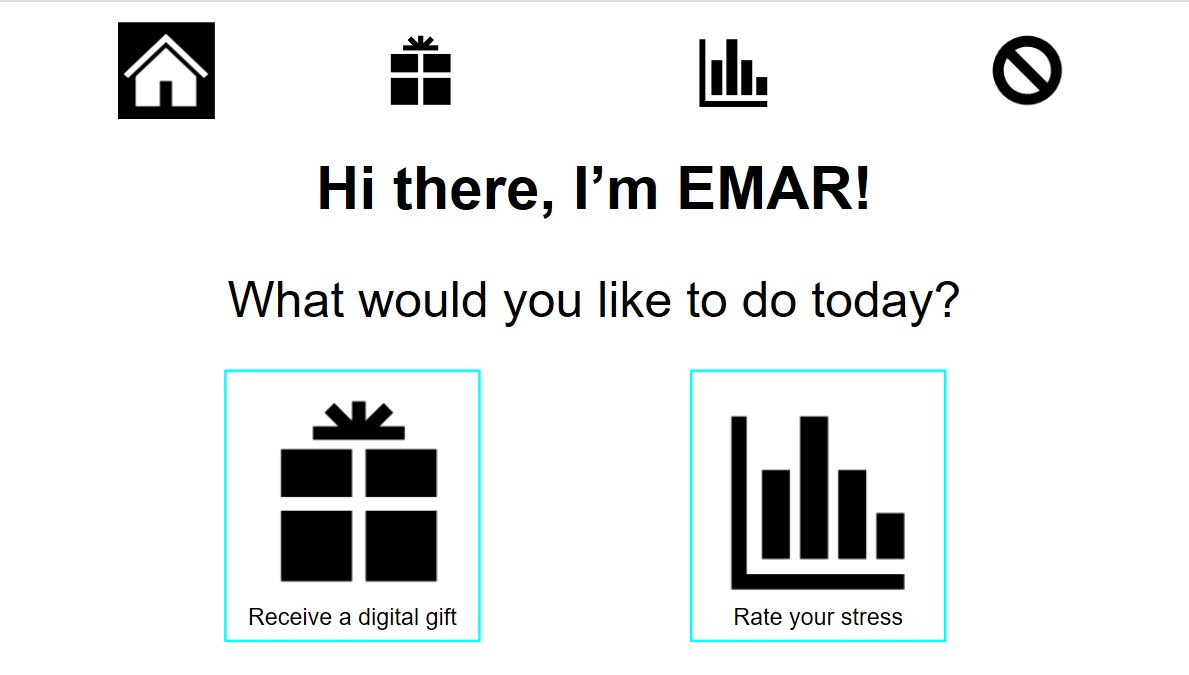 Hi there, I’m EMAR!
What would you like to do today?
Receive a digital gift
Rate your stress